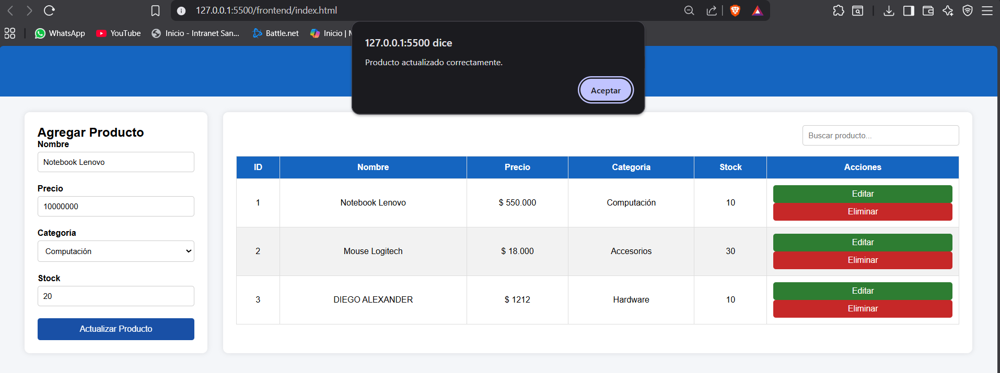 127.0.0.1:5500/frontend/index.html
WhatsApp
YouTube
Inicio - Intranet San...
Battle.net
Inicio |
127.0.0.1:5500 dice
Producto actualizado correctamente.
Aceptar
Agregar Producto
Nombre
Notebook Lenovo
Precio
10000000
Categoría
Computación
Stock
20
Actualizar Producto
Buscar producto...
ID Nombre Precio Categoría Stock Acciones
1 Notebook Lenovo $ 550.000 Computación 10 Editar
Eliminar
2 Mouse Logitech $ 18.000 Accesorios 30 Editar
Eliminar
3 DIEGO ALEXANDER $ 1212 Hardware 10 Editar
Eliminar